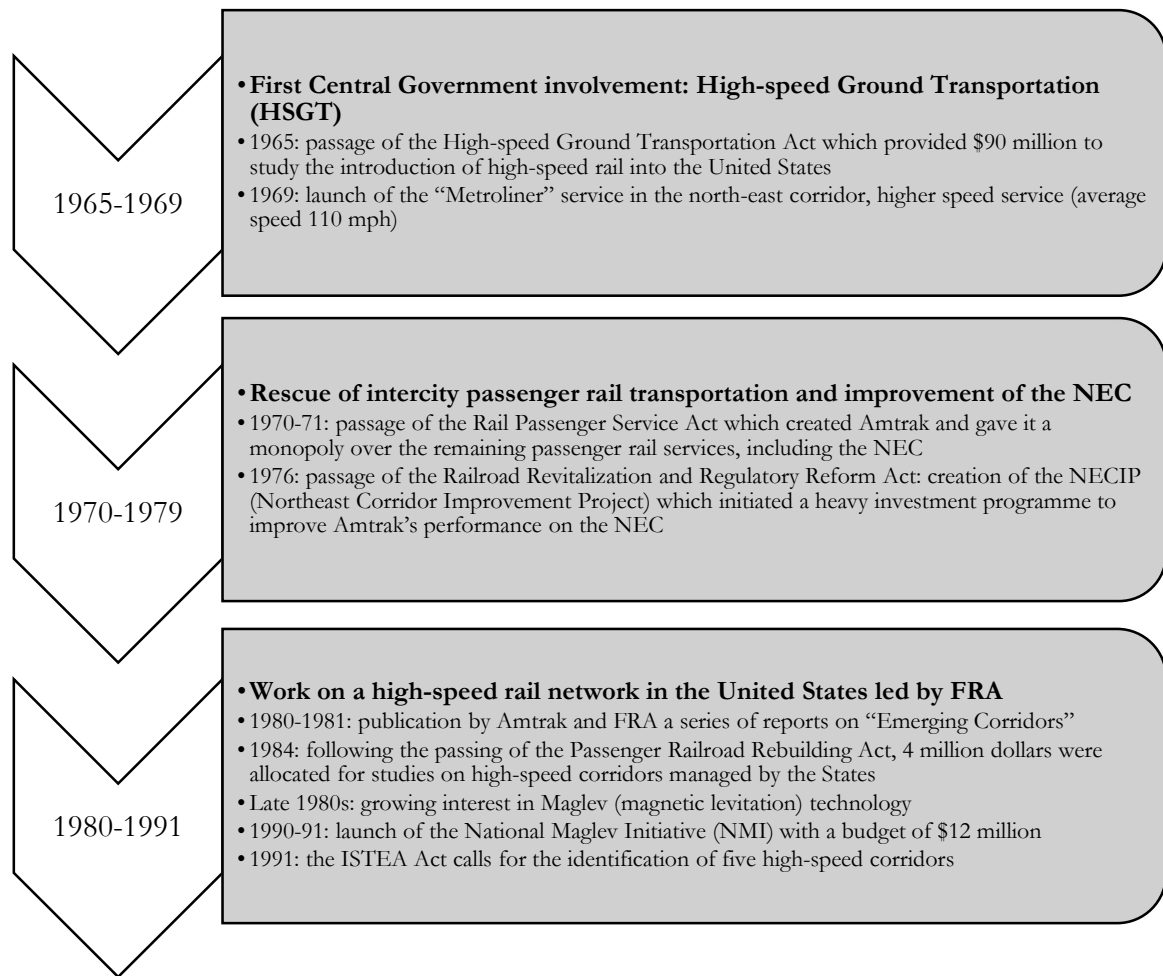 1965-1969
• First Central Government involvement: High-speed Ground Transportation
(HSGT)
• 1965: passage of the High-speed Ground Transportation Act which provided $90 million to
study the introduction of high-speed rail into the United States
• 1969: launch of the “Metroliner” service in the north-east corridor, higher speed service (average
speed 110 mph)
1970-1979
• Rescue of intercity passenger rail transportation and improvement of the NEC
• 1970-71: passage of the Rail Passenger Service Act which created Amtrak and gave it a
monopoly over the remaining passenger rail services, including the NEC
• 1976: passage of the Railroad Revitalization and Regulatory Reform Act: creation of the NECIP
(Northeast Corridor Improvement Project) which initiated a heavy investment programme to
improve Amtrak’s performance on the NEC
1980-1991
• Work on a high-speed rail network in the United States led by FRA
• 1980-1981: publication by Amtrak and FRA a series of reports on “Emerging Corridors”
• 1984: following the passing of the Passenger Railroad Rebuilding Act, 4 million dollars were
allocated for studies on high-speed corridors managed by the States
• Late 1980s: growing interest in Maglev (magnetic levitation) technology
• 1990-91: launch of the National Maglev Initiative (NMI) with a budget of $12 million
• 1991: the ISTEA Act calls for the identification of five high-speed corridors